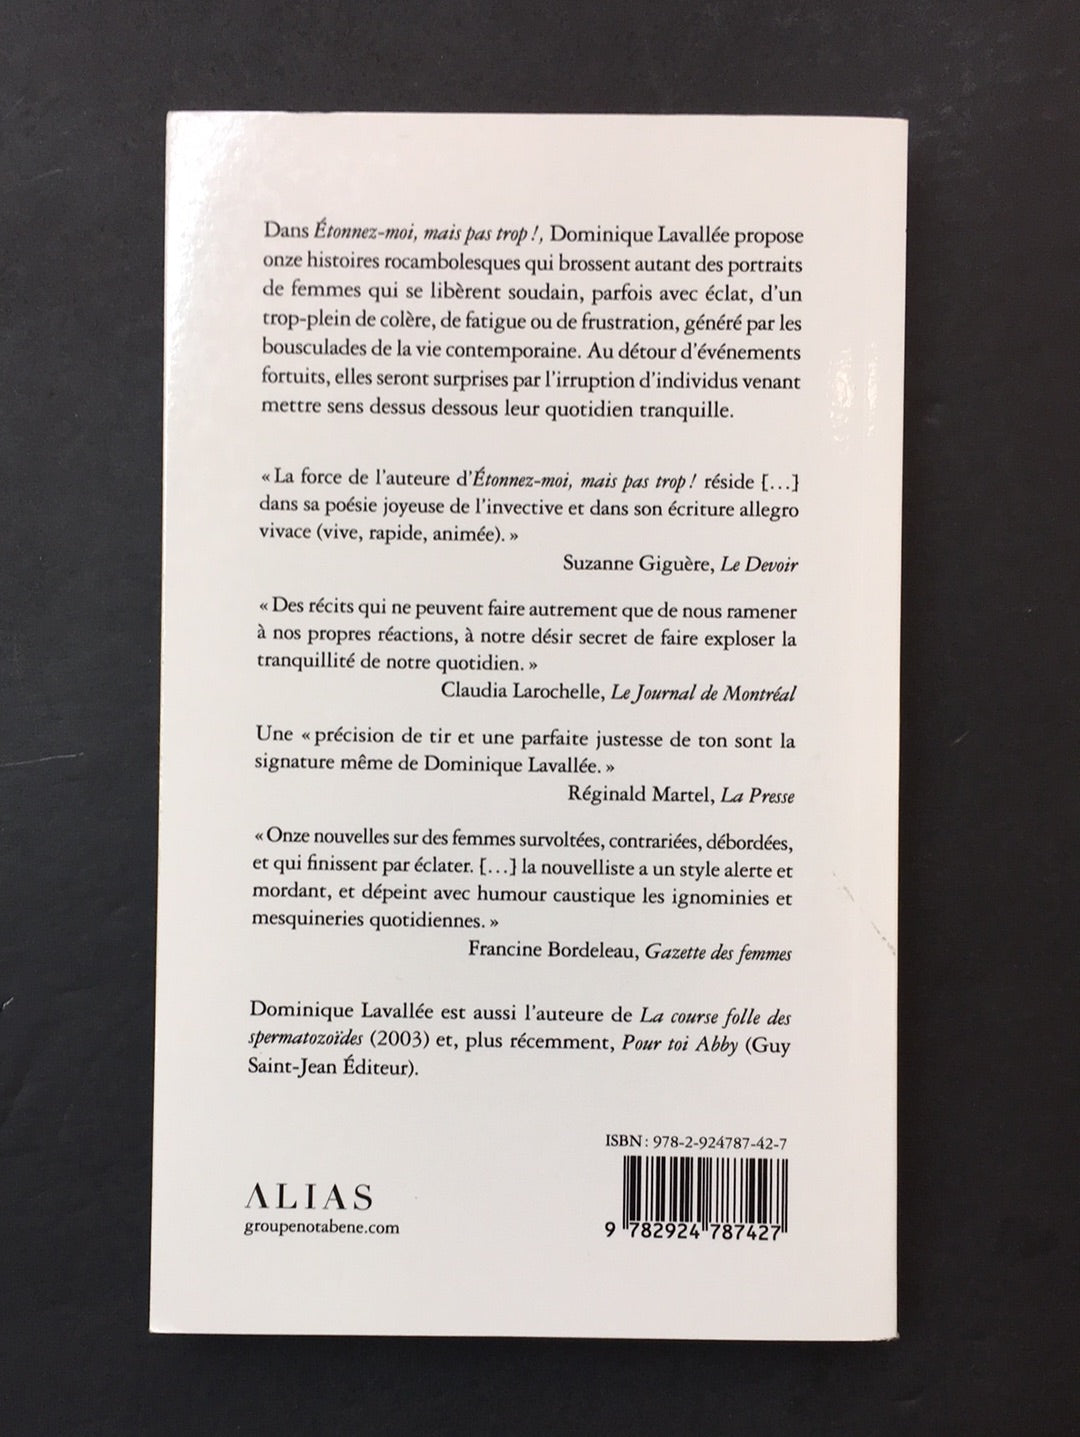 Dans Étonnez-moi, mais pas trop !, Dominique Lavallée propose
onze histoires rocambolesques qui brossent autant des portraits
de femmes qui se libèrent soudain, parfois avec éclat, d’un
trop-plein de colère, de fatigue ou de frustration, généré par les
bousculades de la vie contemporaine. Au détour d’événements
fortuits, elles seront surprises par l’irruption d’individus venant
mettre sens dessus dessous leur quotidien tranquille.
« La force de l’auteure d’Étonnez-moi, mais pas trop ! réside […]
dans sa poésie joyeuse de l’invective et dans son écriture allegro
vivace (vive, rapide, animée). »
Suzanne Giguère, Le Devoir
« Des récits qui ne peuvent faire autrement que de nous ramener
à nos propres réactions, à notre désir secret de faire exploser la
tranquillité de notre quotidien. »
Claudia Larochelle, Le Journal de Montréal
Une « précision de tir et une parfaite justesse de ton sont la
signature même de Dominique Lavallée. »
Réginald Martel, La Presse
« Onze nouvelles sur des femmes survoltées, contrariées, débordées,
et qui finissent par éclater. […] la nouvelliste a un style alerte et
mordant, et dépeint avec humour caustique les ignominies et
mesquineries quotidiennes. »
Francine Bordeleau, Gazette des femmes
Dominique Lavallée est aussi l’auteure de La course folle des
spermatozoïdes (2003) et, plus récemment, Pour toi Abby (Guy
Saint-Jean Éditeur).
ISBN : 978-2-924787-42-7
ALIAS
groupenotabene.com
9 782924 787427